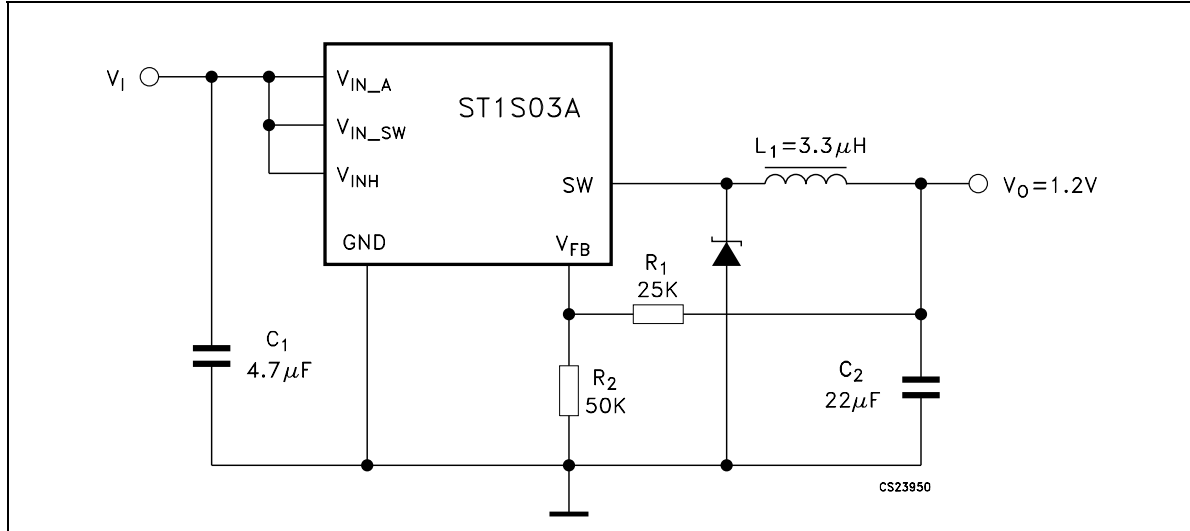 V_I
V_IN_A
V_IN_SW
V_INH
ST1S03A
SW
GND
V_FB
L_1=3.3μH
V_O=1.2V
R_1
25K
C_1
4.7μF
R_2
50K
C_2
22μF
CS23950